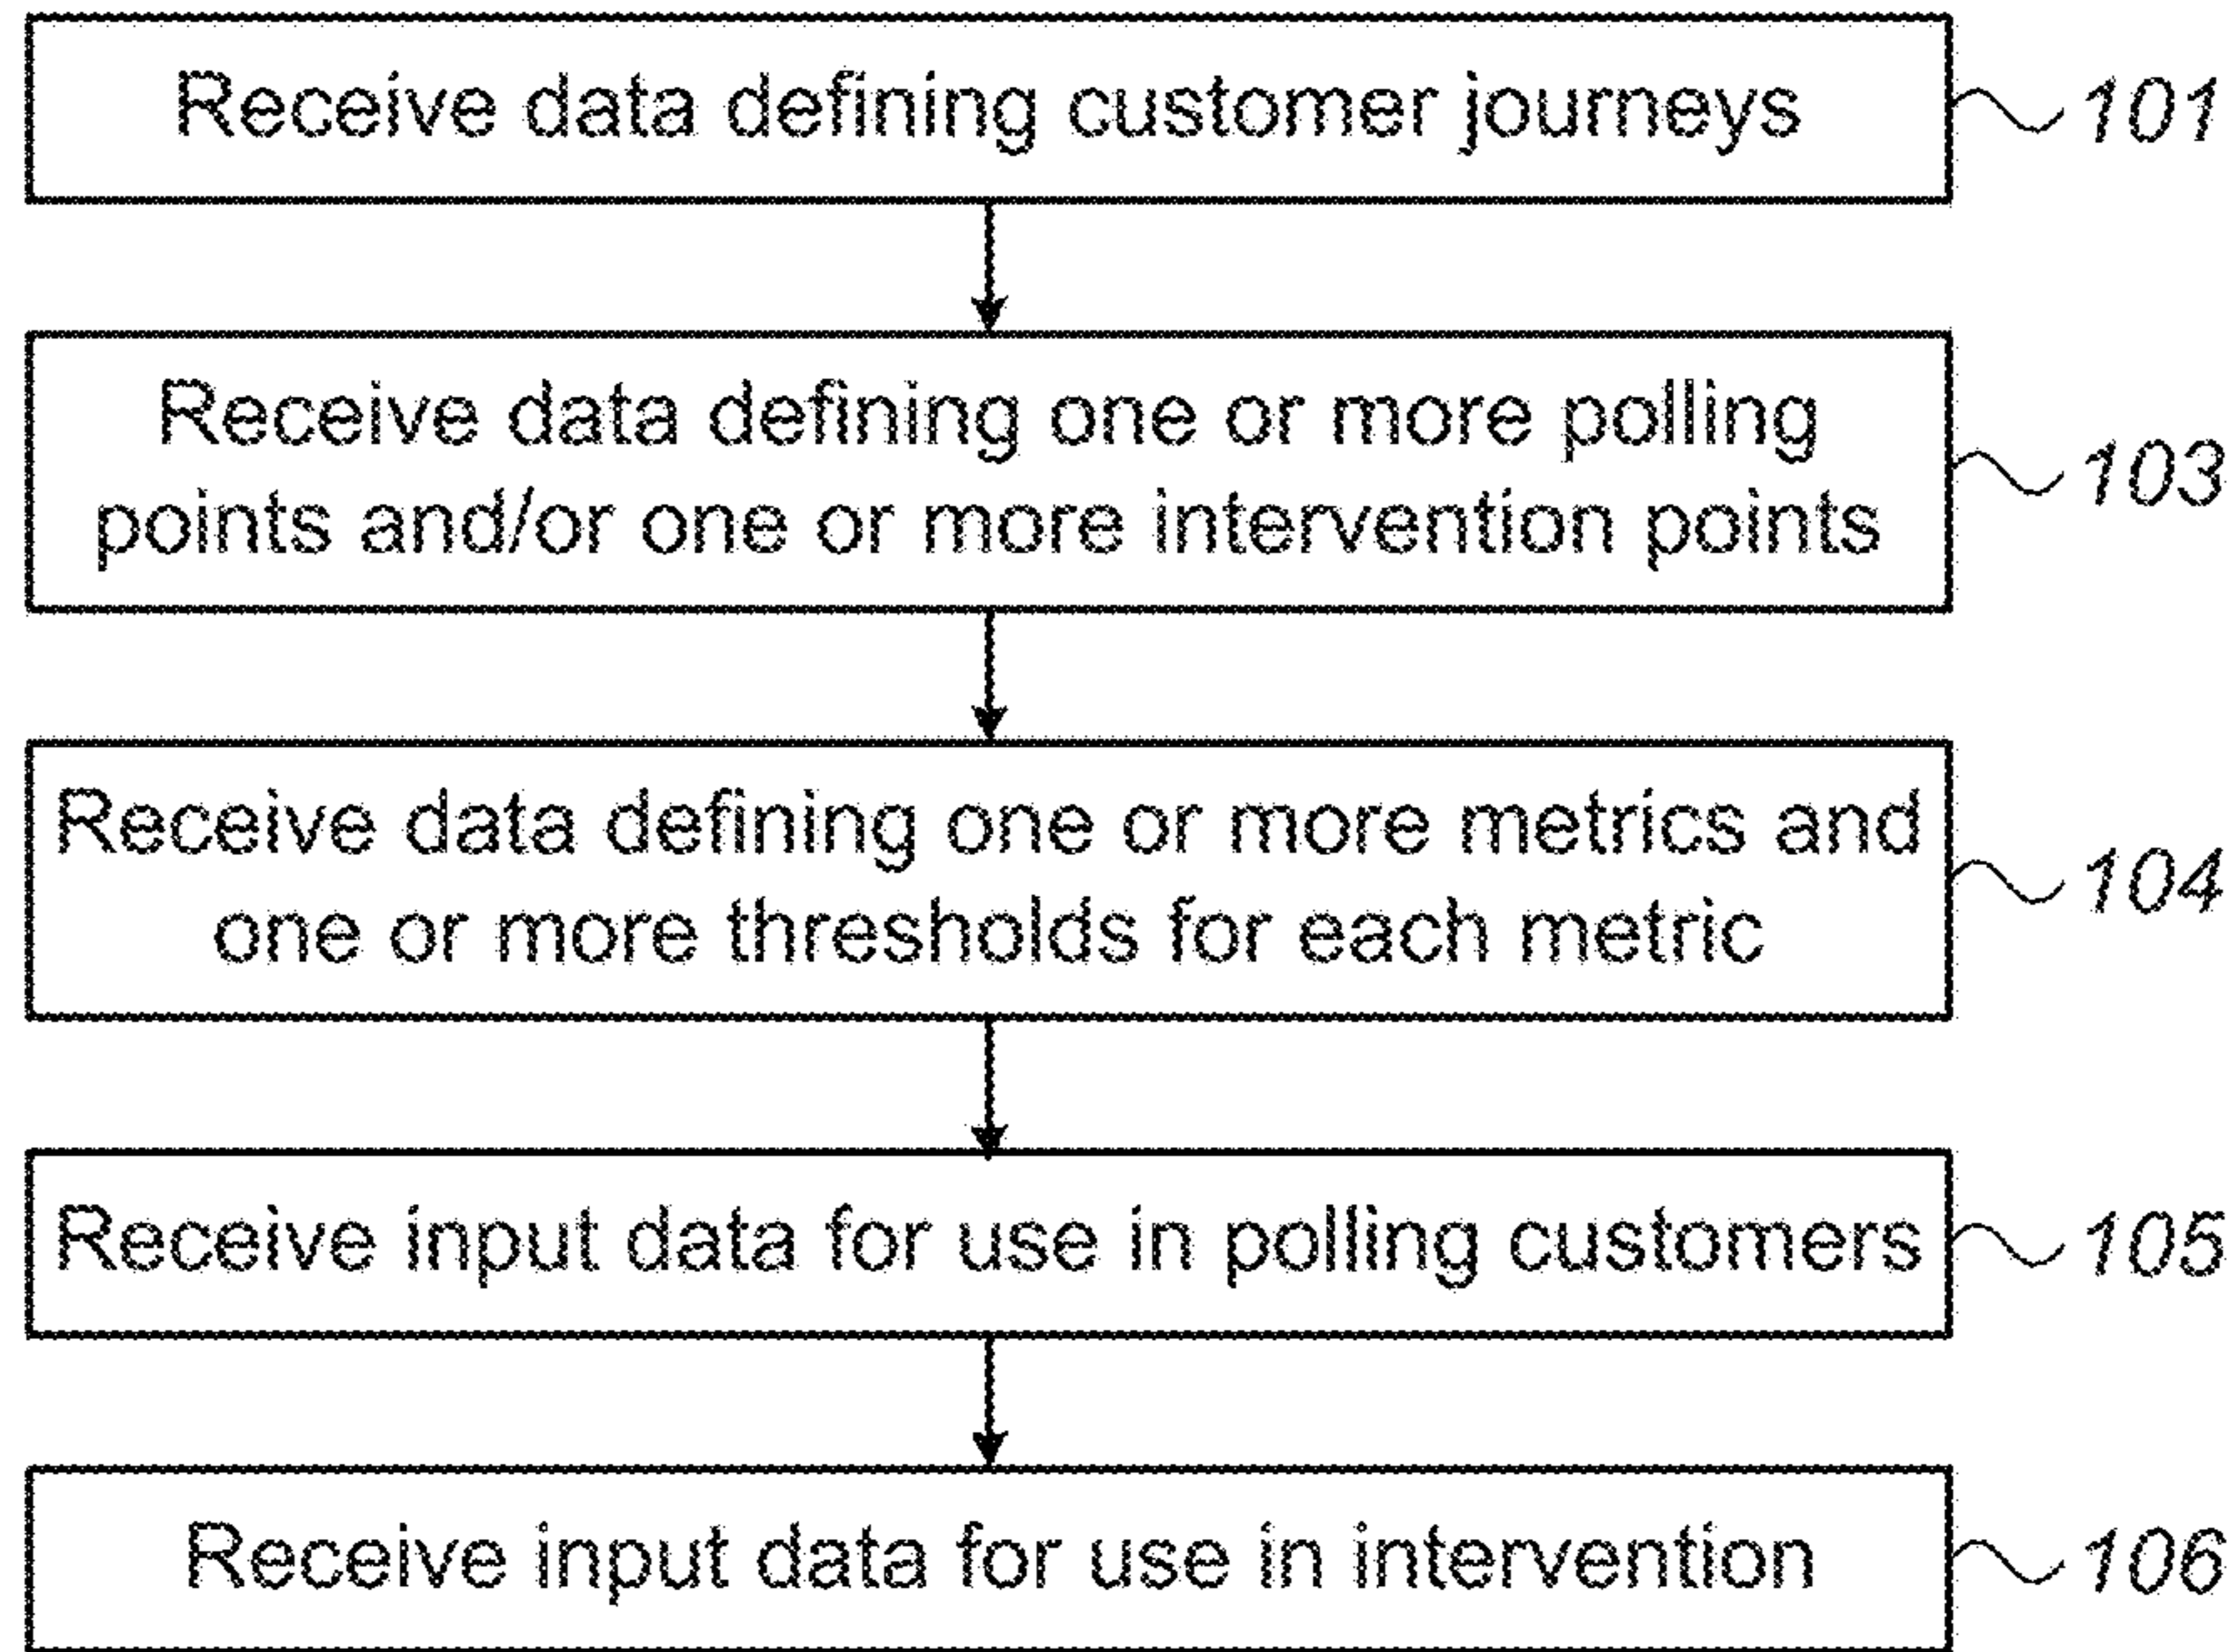 Receive data defining customer journeys
101
Receive data defining one or more polling
points and/or one or more intervention points
103
Receive data defining one or more metrics and
one or more thresholds for each metric
104
Receive input data for use in polling customers
105
Receive input data for use in intervention
106